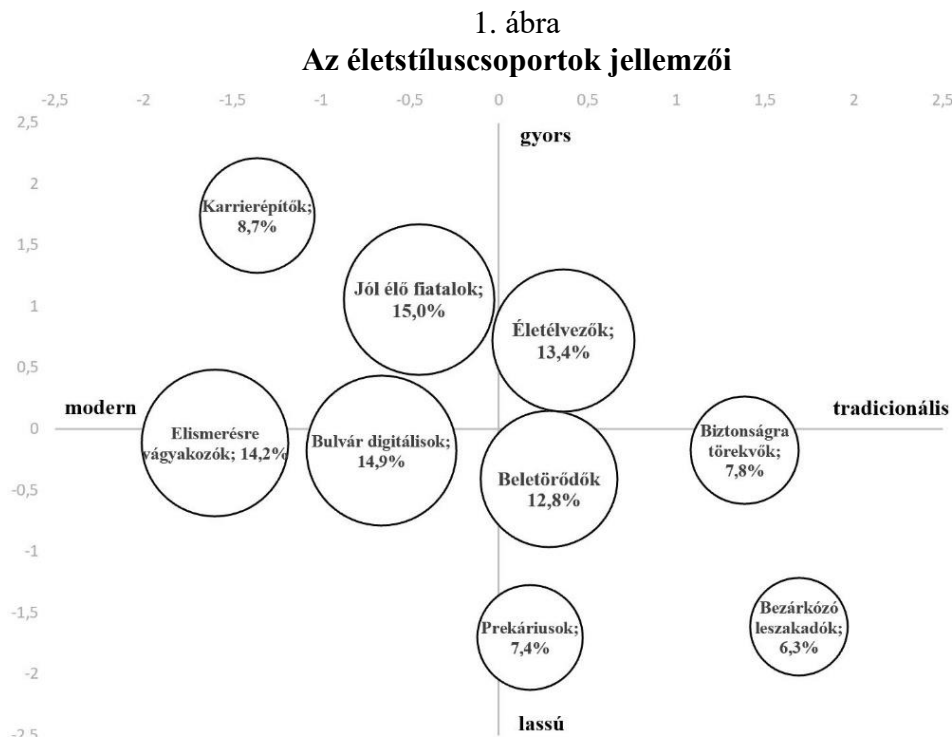 1. ábra
Az életstíluscsoportok jellemzői
-2,5 -2 -1,5 -1 -0,5 0 0,5 1 1,5 2 2,5
2,5
gyors
2
Karrierépítők;
8,7%
1,5
Jól élő fiatalok;
15,0%
1
Életélvezők;
13,4%
0,5
modern
tradicionális
0
Elismerésre
vágyakozók; 14,2%
Bulvár digitálisok;
14,9%
Biztonságra
törekvők;
7,8%
-0,5
Beletörődők
12,8%
-1
-1,5
Prekáriusok;
7,4%
Bezárkózó
leszakadók;
6,3%
-2
lassú
-2,5